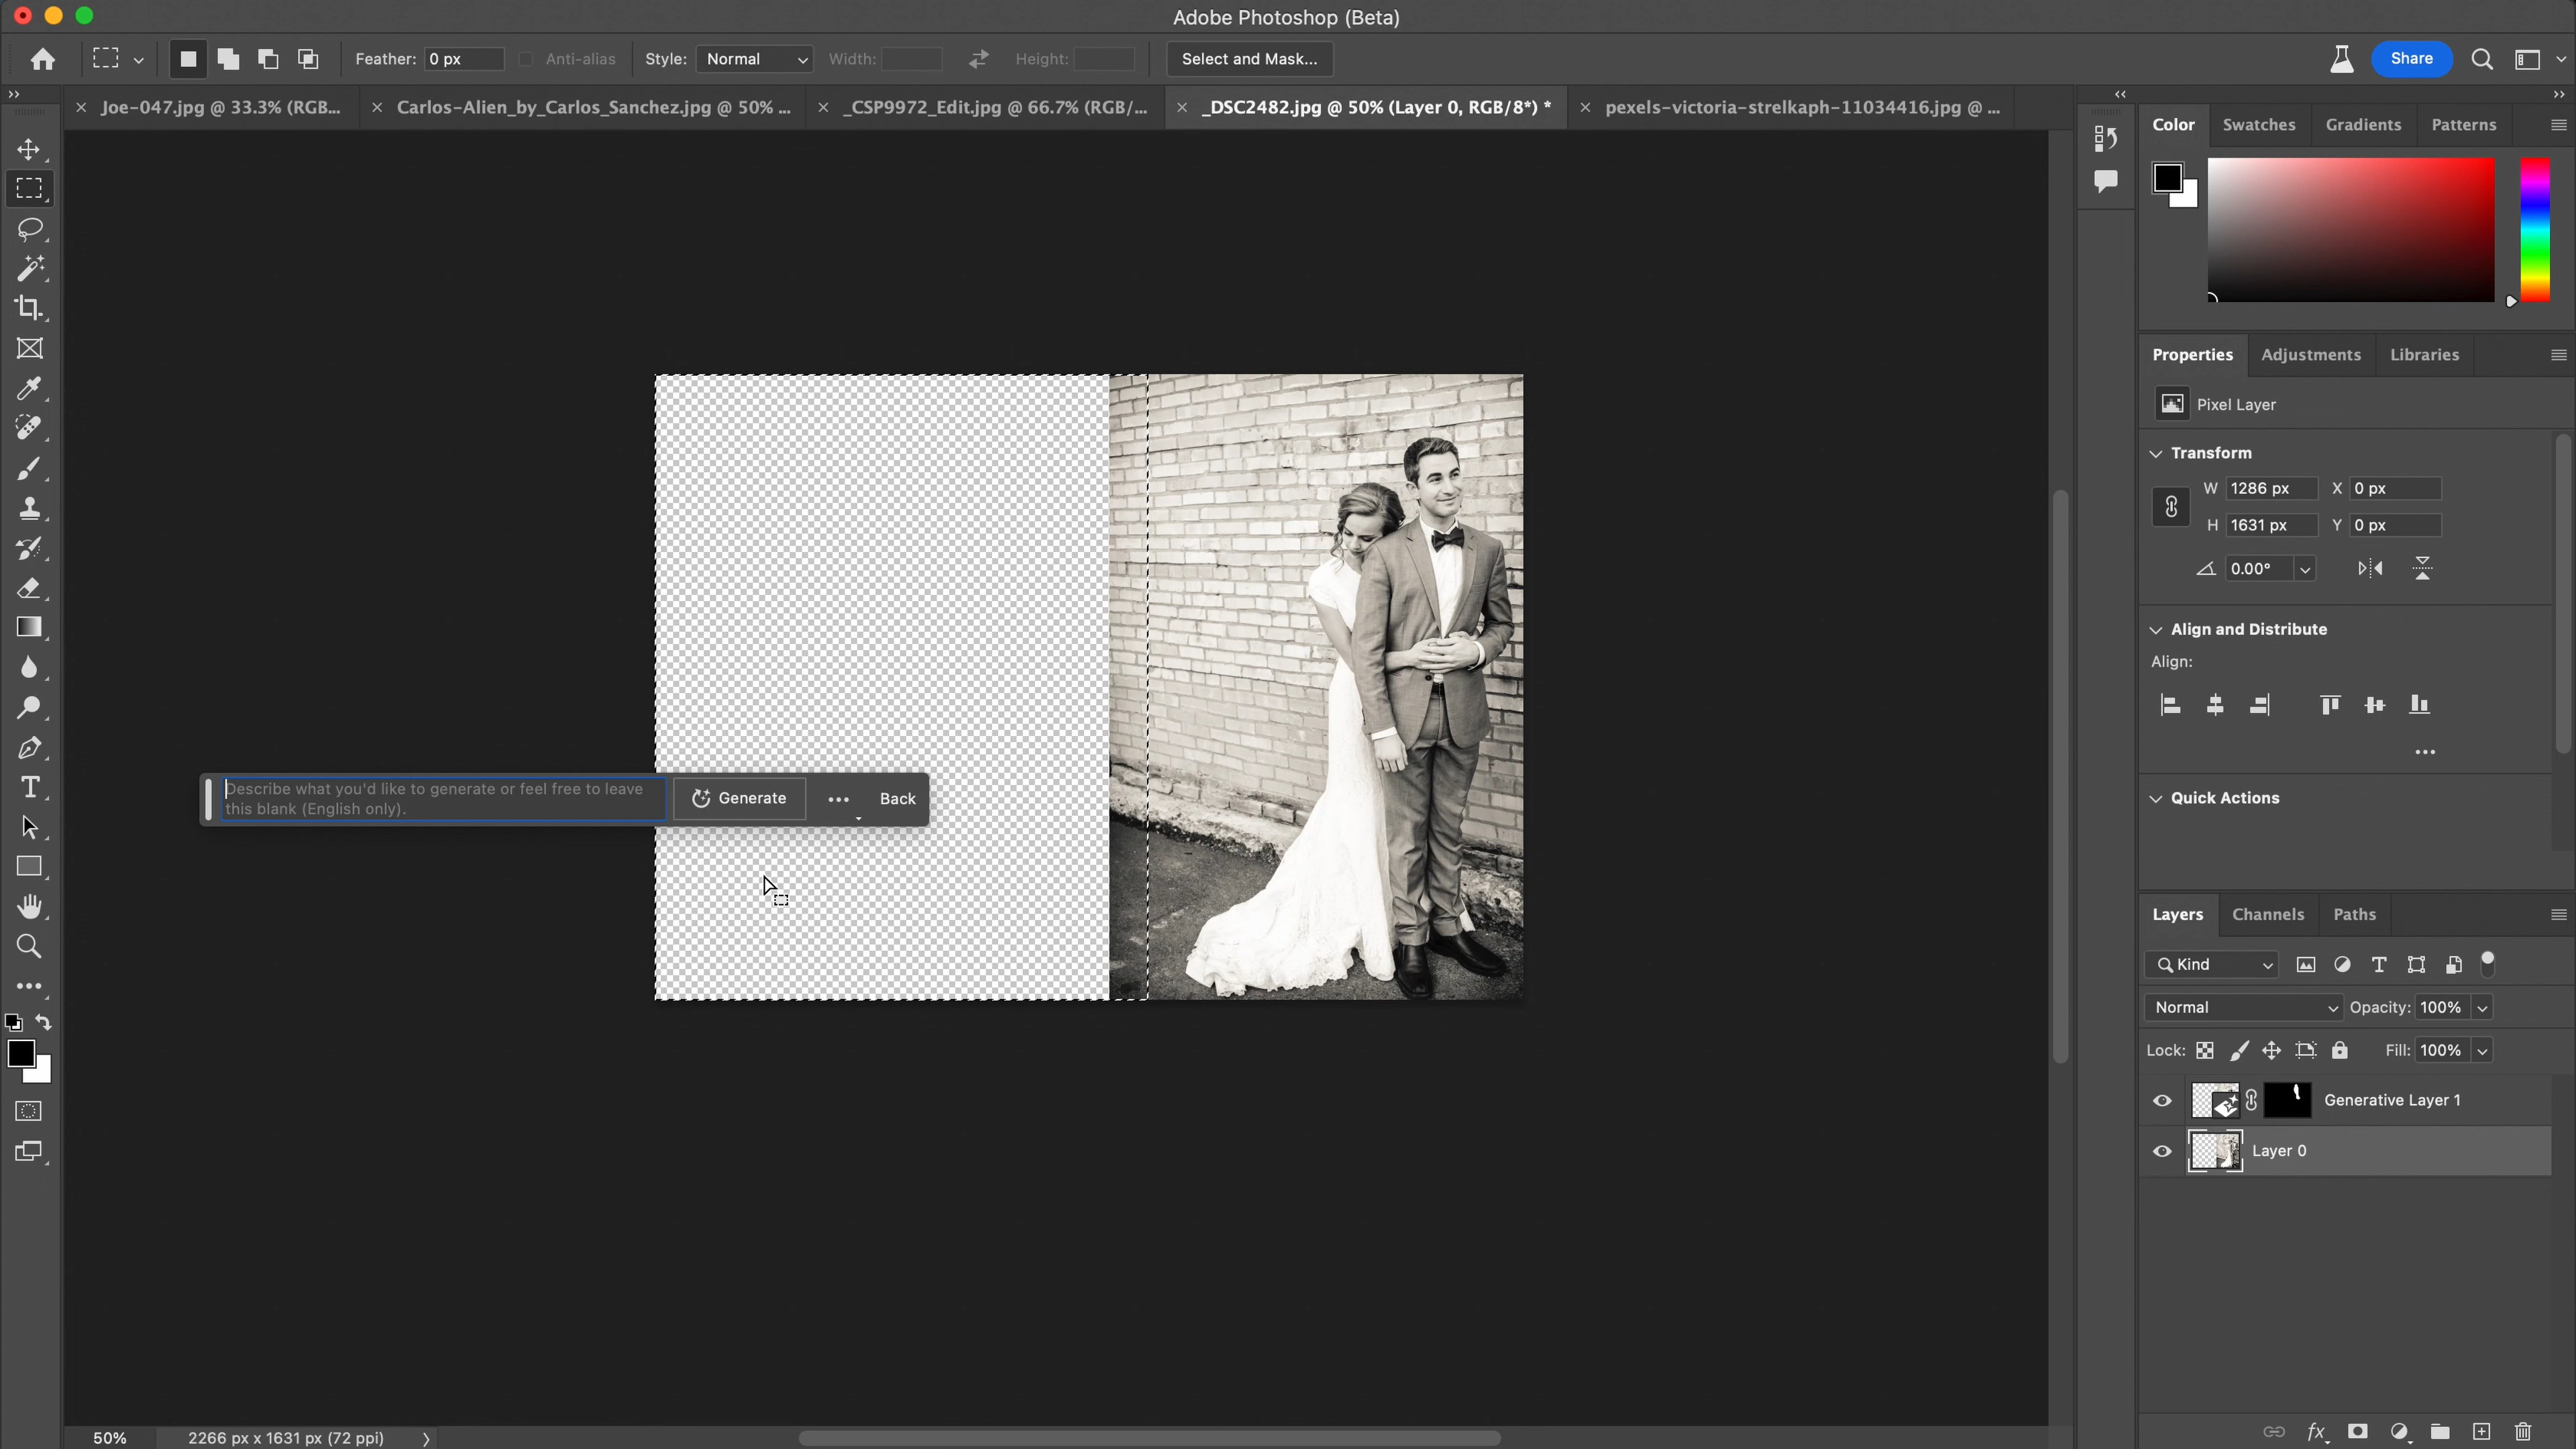 Adobe Photoshop (Beta)
Feather: 0 px Anti-alias Style: Normal Width: Height: Select and Mask... Share
Joe-047.jpg @ 33.3% (RGB... Carlos-Alien_by_Carlos_Sanchez.jpg @ 50% ... _CSP9972_Edit.jpg @ 66.7% (RGB/... _DSC2482.jpg @ 50% (Layer 0, RGB/8*) * pexels-victoria-strelkaph-11034416.jpg @ ...
Color Swatches Gradients Patterns
Properties Adjustments Libraries
Pixel Layer
Transform
W 1286 px X 0 px
H 1631 px Y 0 px
0.00°
Align and Distribute
Align:
Quick Actions
Describe what you'd like to generate or feel free to leave
this blank (English only).
Generate Back
Layers Channels Paths
Kind
Normal Opacity: 100%
Lock: Fill: 100%
Generative Layer 1
Layer 0
50% 2266 px x 1631 px (72 ppi)
fx